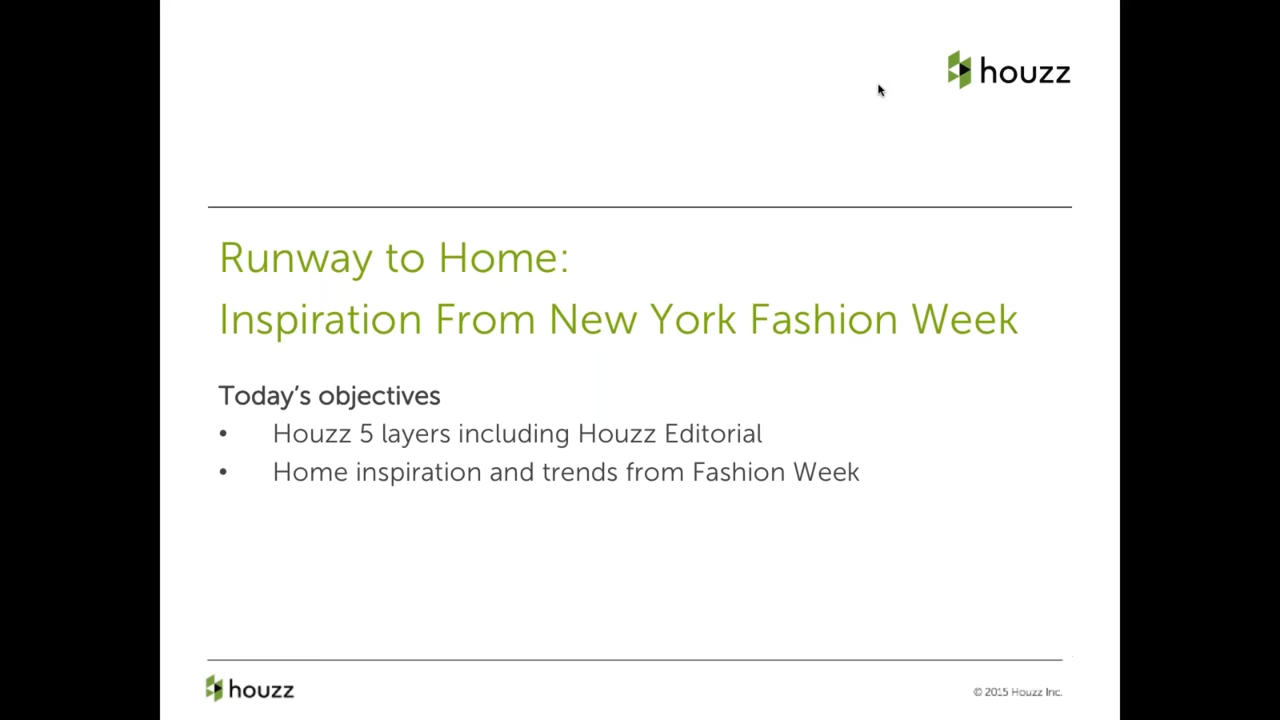 houzz
Runway to Home:
Inspiration From New York Fashion Week
Today's objectives
• Houzz 5 layers including Houzz Editorial
• Home inspiration and trends from Fashion Week
houzz
© 2015 Houzz Inc.